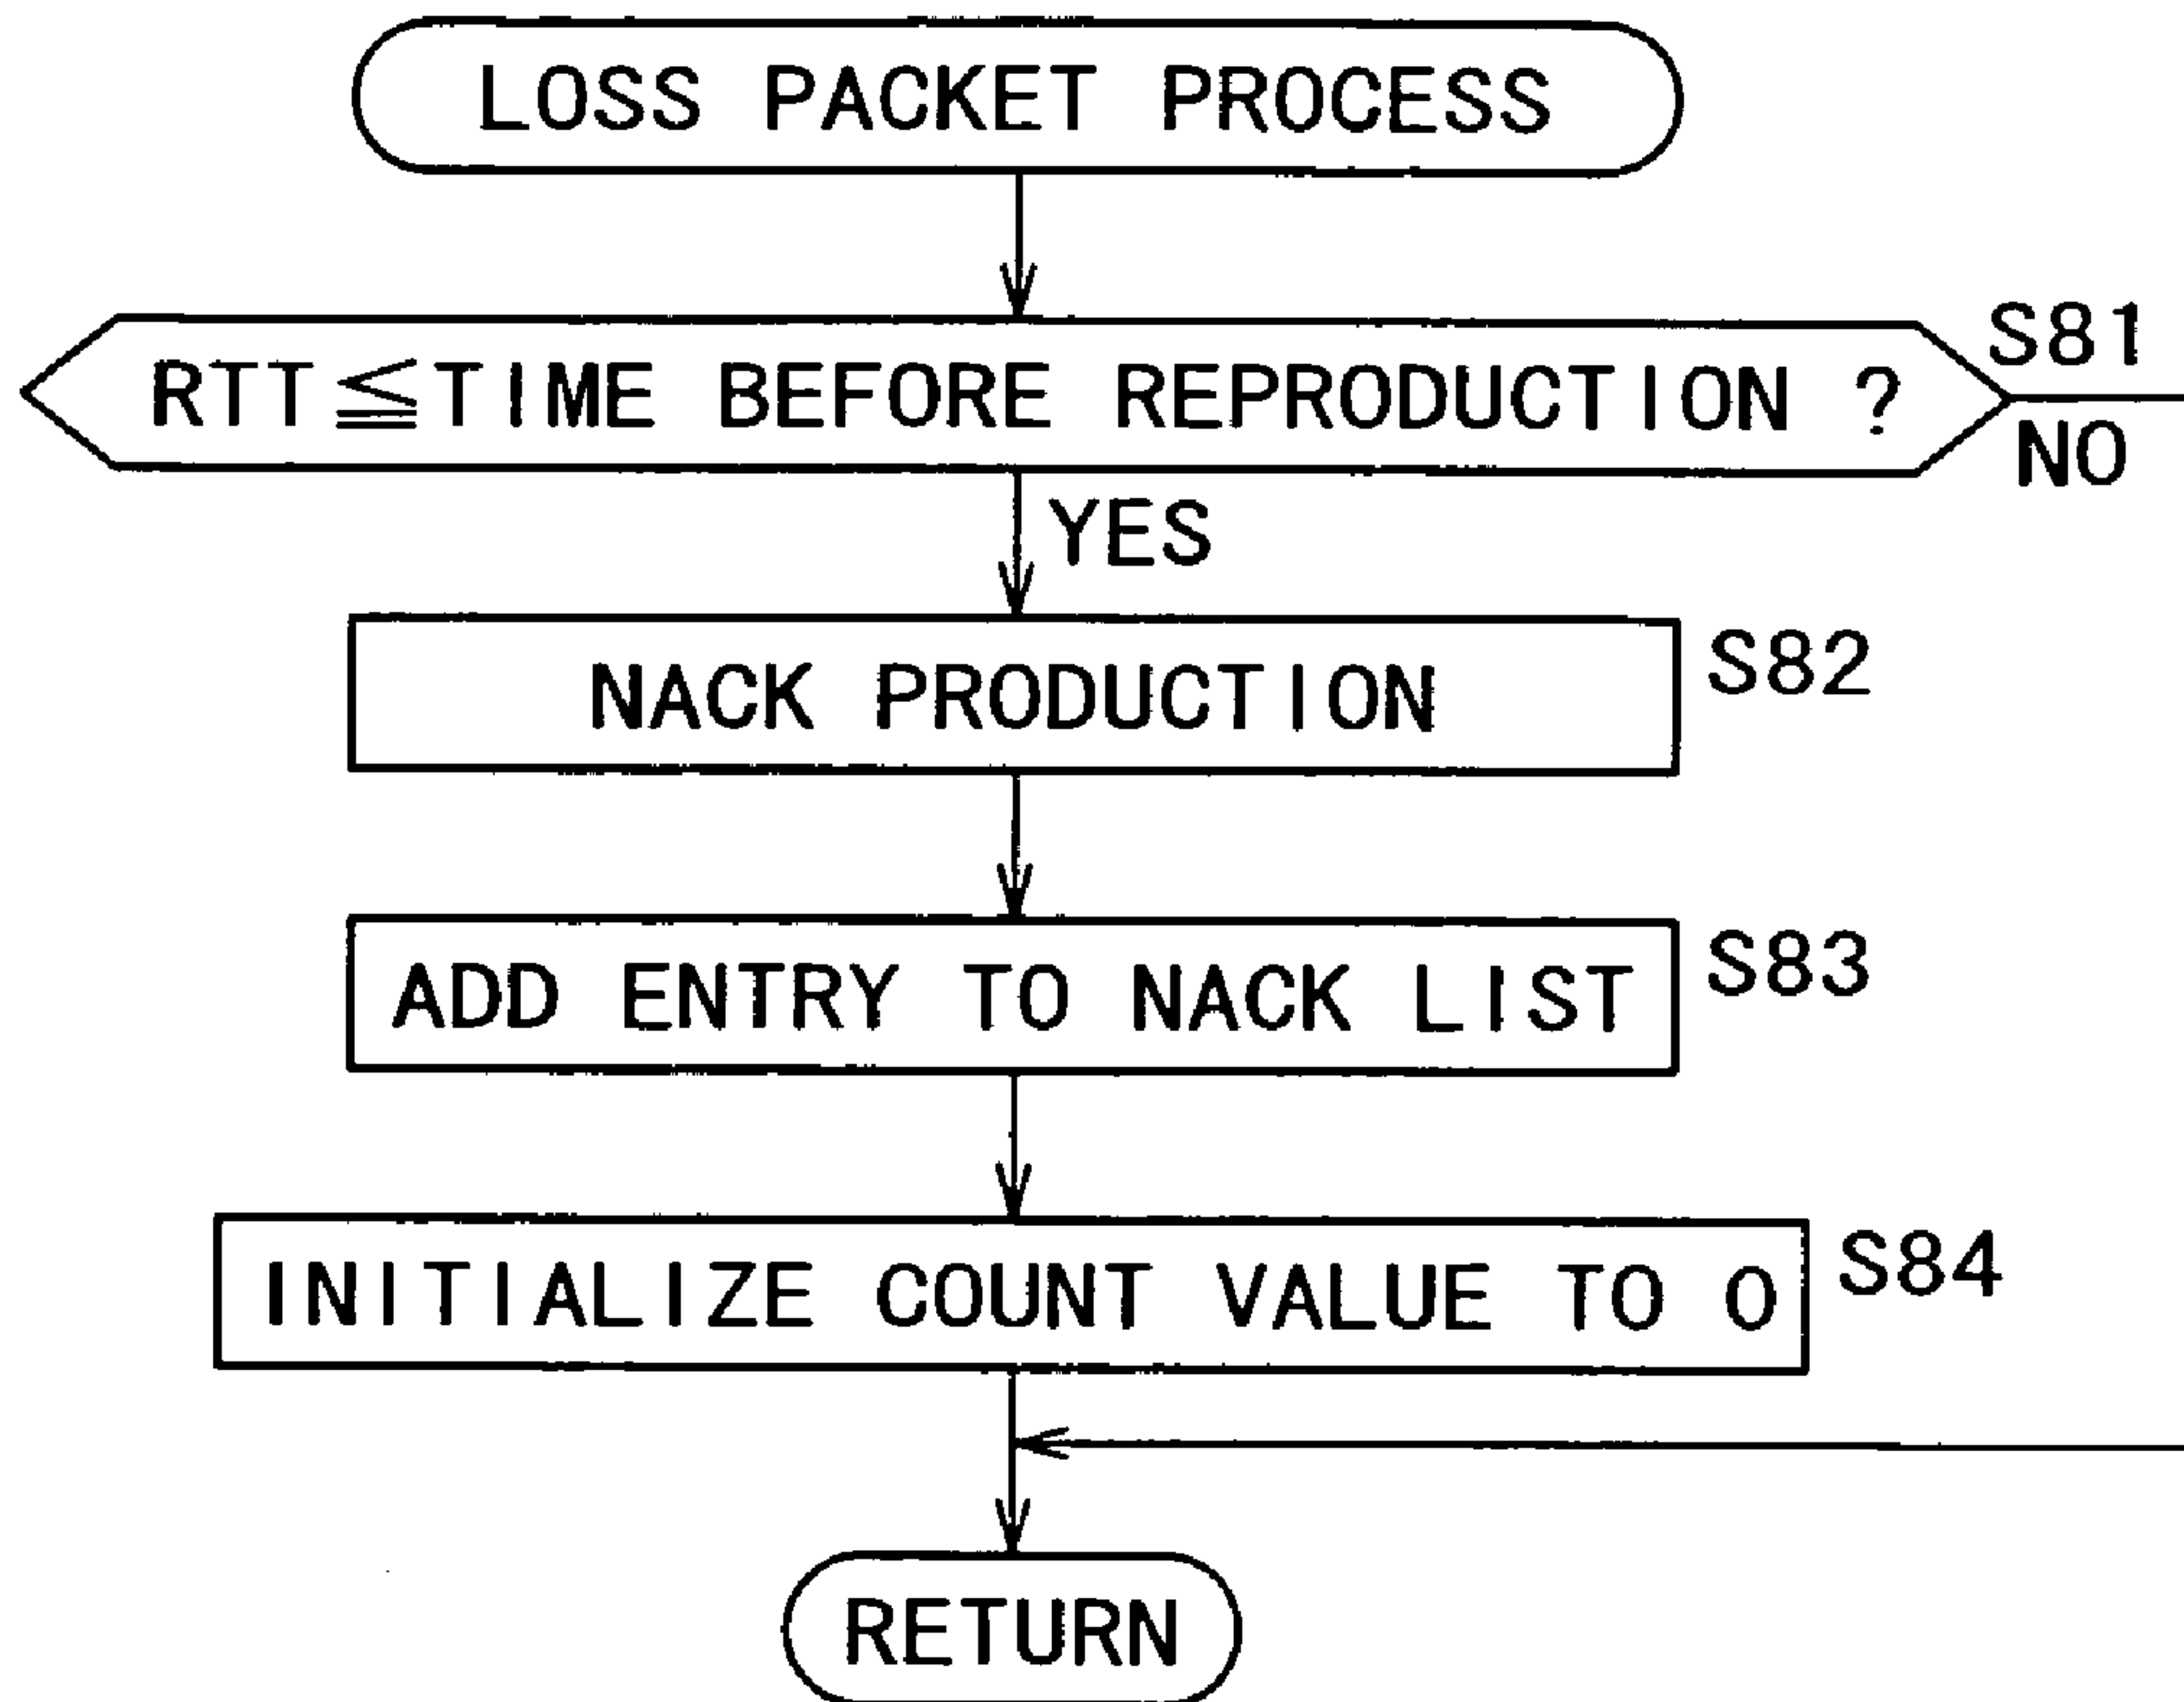 LOSS PACKET PROCESS
S81
RTT≦TIME BEFORE REPRODUCTION ?
NO
YES
NACK PRODUCTION
S82
ADD ENTRY TO NACK LIST
S83
INITIALIZE COUNT VALUE TO 0
S84
RETURN